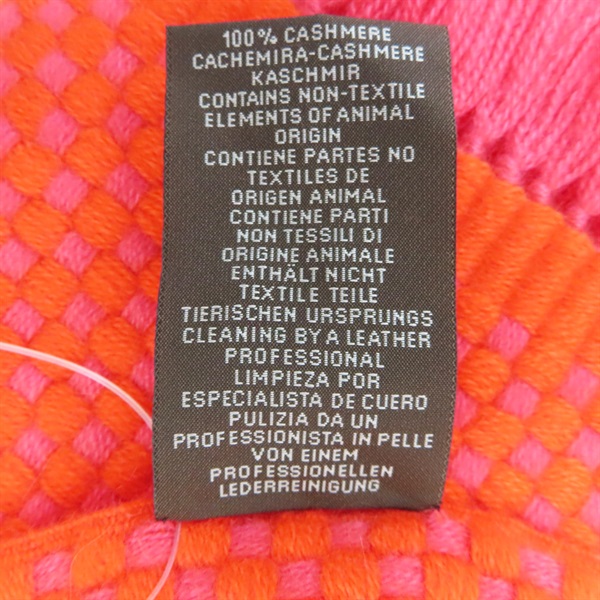 100% CASHMERE
CACHEMIRA-CASHMERE
KASCHMIR
CONTAINS NON-TEXTILE
ELEMENTS OF ANIMAL
ORIGIN
CONTIENE PARTES NO
TEXTILES DE
ORIGEN ANIMAL
CONTIENE PARTI
NON TESSILI DI
ORIGINE ANIMALE
ENTHÄLT NICHT
TEXTILE TEILE
TIERISCHEN URSPRUNGS
CLEANING BY A LEATHER
PROFESSIONAL
LIMPIEZA POR
ESPECIALISTA DE CUERO
PULIZIA DA UN
PROFESSIONISTA IN PELLE
VON EINEM
PROFESSIONELLEN
LEDERREINIGUNG